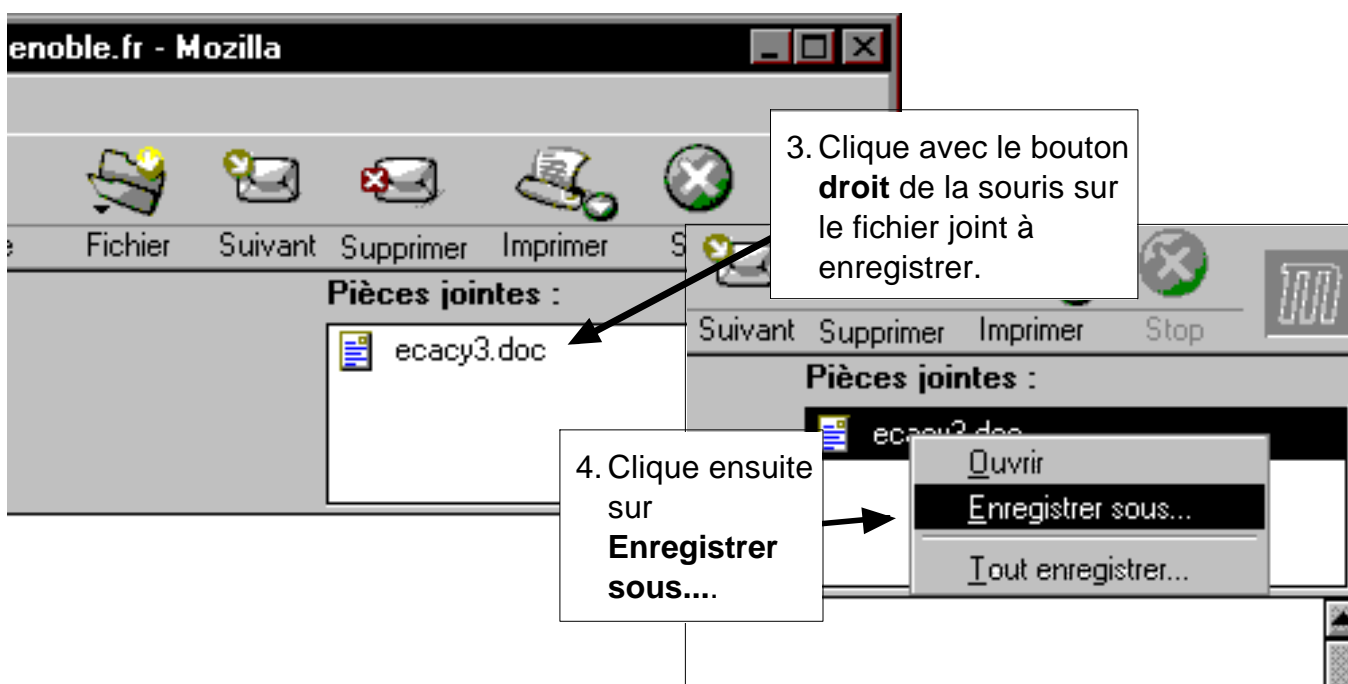 enoble.fr - Mozilla
Fichier Suivant Supprimer Imprimer
Pièces jointes :
ecacy3.doc
3. Clique avec le bouton
droit de la souris sur
le fichier joint à
enregistrer.
Suivant Supprimer Imprimer Stop
Pièces jointes :
4. Clique ensuite
sur
Enregistrer
sous....
Ouvrir
Enregistrer sous...
Tout enregistrer...